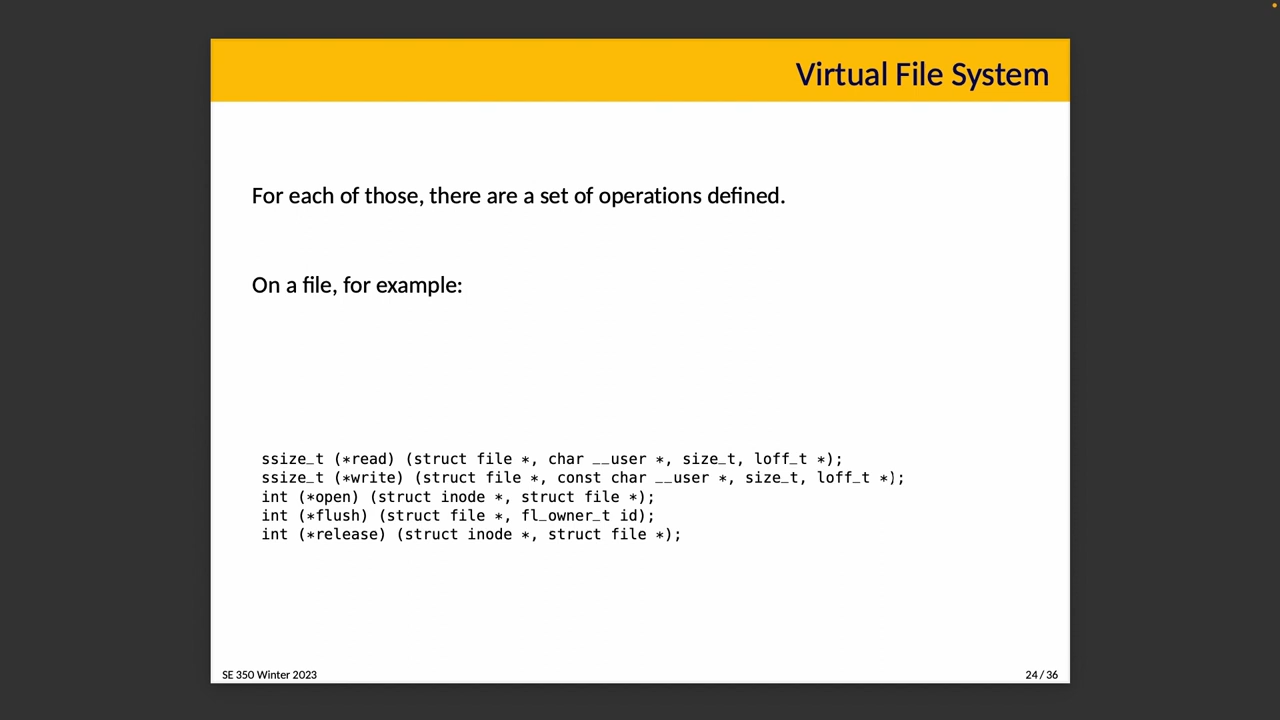 Virtual File System
For each of those, there are a set of operations defined.
On a file, for example:
ssize_t (*read) (struct file *, char __user *, size_t, loff_t *);
ssize_t (*write) (struct file *, const char __user *, size_t, loff_t *);
int (*open) (struct inode *, struct file *);
int (*flush) (struct file *, fl_owner_t id);
int (*release) (struct inode *, struct file *);
SE 350 Winter 2023
24 / 36